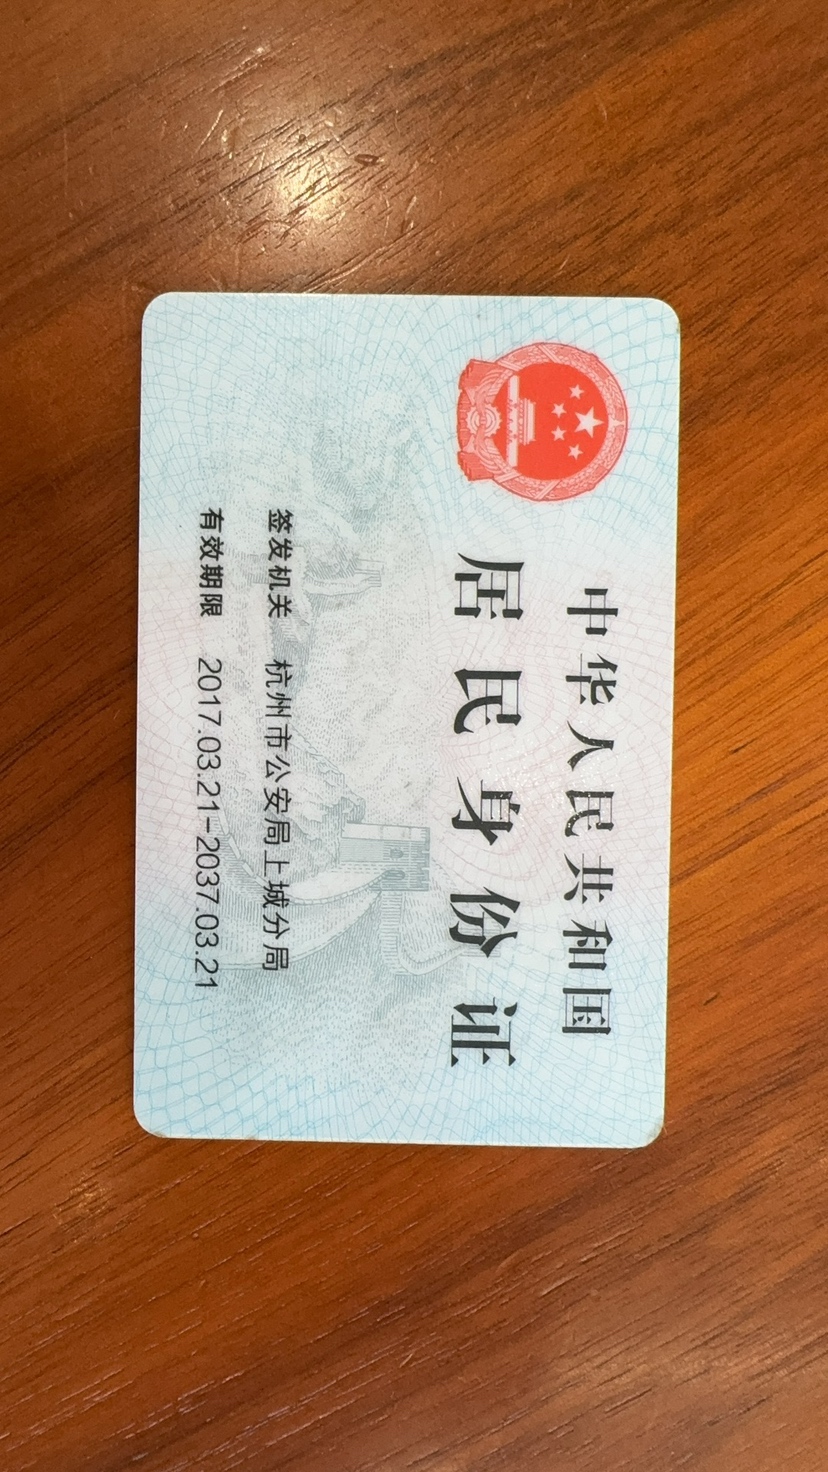 中华人民共和国
居民身份证
签发机关 杭州市公安局上城分局
有效期限 2017.03.21-2037.03.21